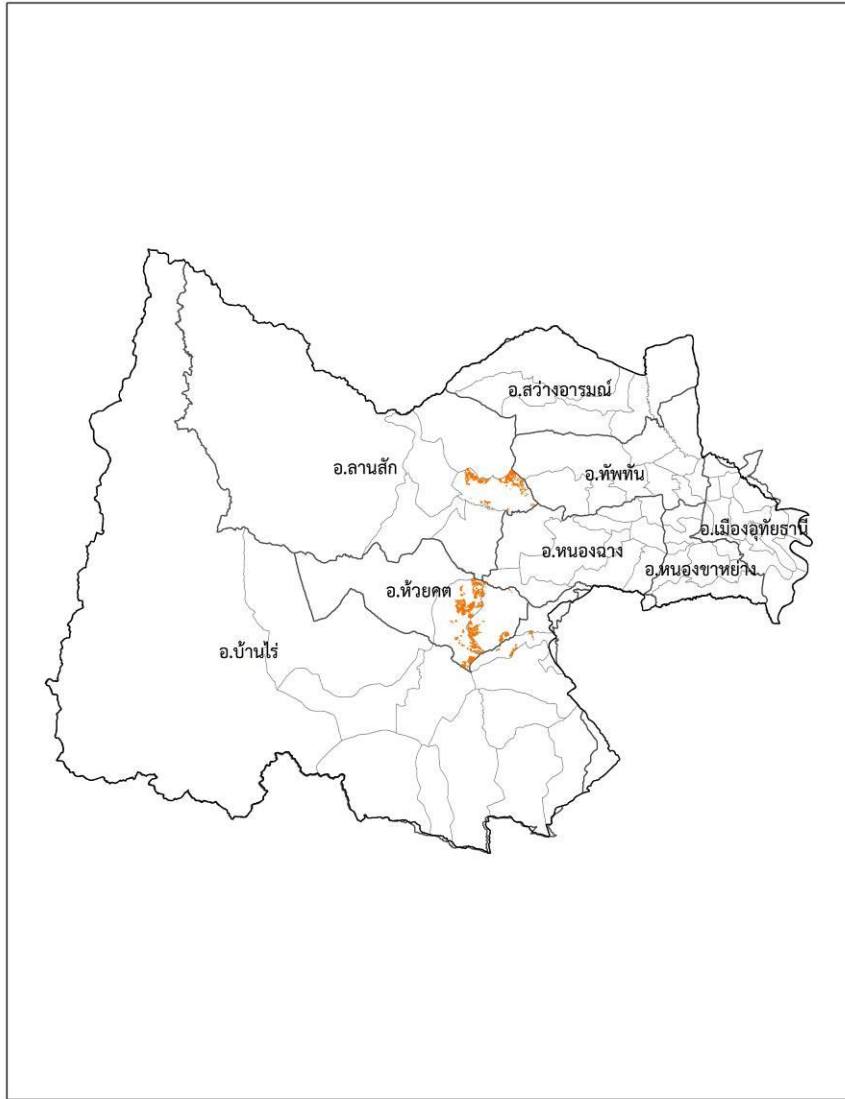 อ.สว่างอารมณ์
อ.ลานสัก
อ.ทัพทัน
อ.เมืองอุทัยธานี
อ.หนองฉาง
อ.หนองขาหย่าง
อ.ห้วยคต
อ.บ้านไร่